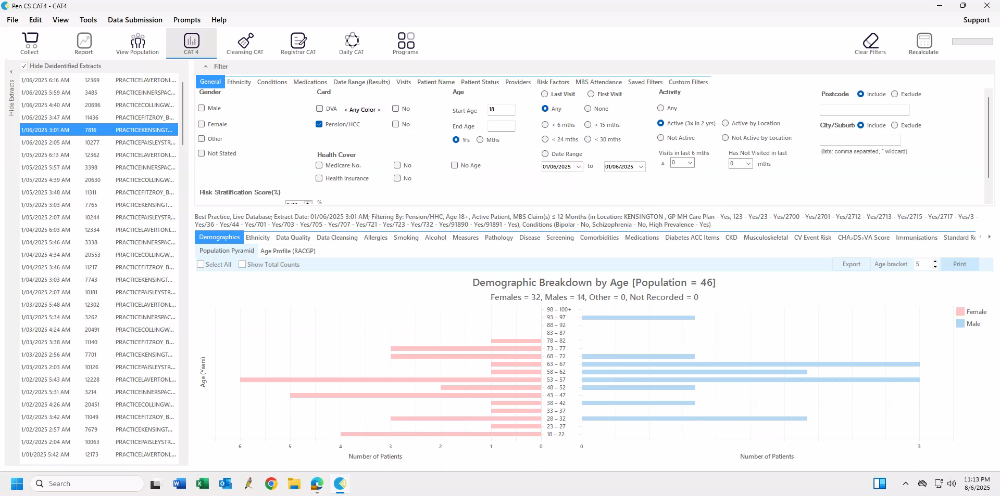 Pen CS CAT4 - CAT4
File Edit View Tools Data Submission Prompts Help Support
Collect Report View Population CAT 4 Cleansing CAT Registrar CAT Daily CAT Programs Clear Filters Recalculate
Hide Extracts
Hide Deidentified Extracts
1/06/2025 6:16 AM 12369 PRACTICELAVERTONL...
1/06/2025 5:59 AM 3485 PRACTICEINNERSPAC...
1/06/2025 4:40 AM 20696 PRACTICECOLLINGW...
1/06/2025 3:47 AM 11436 PRACTICEFITZROY_B...
1/06/2025 3:01 AM 7816 PRACTICEKENSINGT...
1/06/2025 2:05 AM 10277 PRACTICEPAISLEYSTR...
1/05/2025 6:13 AM 12362 PRACTICELAVERTONL...
1/05/2025 5:57 AM 3398 PRACTICEINNERSPAC...
1/05/2025 4:39 AM 20630 PRACTICECOLLINGW...
1/05/2025 3:48 AM 11311 PRACTICEFITZROY_B...
1/05/2025 3:03 AM 7765 PRACTICEKENSINGT...
1/05/2025 2:07 AM 10244 PRACTICEPAISLEYSTR...
1/04/2025 6:03 AM 12334 PRACTICELAVERTONL...
1/04/2025 5:46 AM 3338 PRACTICEINNERSPAC...
1/04/2025 4:34 AM 20553 PRACTICECOLLINGW...
1/04/2025 3:46 AM 11217 PRACTICEFITZROY_B...
1/04/2025 3:03 AM 7743 PRACTICEKENSINGT...
1/04/2025 2:07 AM 10181 PRACTICEPAISLEYSTR...
1/03/2025 5:48 AM 12302 PRACTICELAVERTONL...
1/03/2025 5:34 AM 3262 PRACTICEINNERSPAC...
1/03/2025 4:24 AM 20491 PRACTICECOLLINGW...
1/03/2025 3:38 AM 11140 PRACTICEFITZROY_B...
1/03/2025 2:56 AM 7701 PRACTICEKENSINGT...
1/03/2025 2:03 AM 10126 PRACTICEPAISLEYSTR...
1/02/2025 5:43 AM 12228 PRACTICELAVERTONL...
1/02/2025 5:31 AM 3214 PRACTICEINNERSPAC...
1/02/2025 4:26 AM 20451 PRACTICECOLLINGW...
1/02/2025 3:42 AM 11049 PRACTICEFITZROY_B...
1/02/2025 2:57 AM 7679 PRACTICEKENSINGT...
1/02/2025 2:04 AM 10063 PRACTICEPAISLEYSTR...
1/01/2025 5:42 AM 12173 PRACTICELAVERTONL...
Filter
General Ethnicity Conditions Medications Date Range (Results) Visits Patient Name Patient Status Providers Risk Factors MBS Attendance Saved Filters Custom Filters
Gender
Male
Female
Other
Not Stated
Card
DVA < Any Color > No
Pension/HCC No
Health Cover
Medicare No. No
Health Insurance No
Age
Start Age 18
End Age
Yrs Mths
No Age
Last Visit First Visit
Any None
< 6 mths < 15 mths
< 24 mths < 30 mths
Date Range
01/06/2025 to 01/06/2025
Activity
Any
Active (3x in 2 yrs) Active by Location
Not Active Not Active by Location
Visits in last 6 mths Has Not Visited in last
≥ 0 0 mths
Postcode Include Exclude
City/Suburb Include Exclude
(lists: comma separated, * wildcard)
Risk Stratification Score(%)
%
Best Practice, Live Database; Extract Date: 01/06/2025 3:01 AM; Filtering By: Pension/HHC, Age 18+, Active Patient, MBS Claim(s) ≤ 12 Months (in Location: KENSINGTON , GP MH Care Plan - Yes, 123 - Yes/23 - Yes/2700 - Yes/2701 - Yes/2712 - Yes/2713 - Yes/2715 - Yes/2717 - Yes/3 -
Yes/36 - Yes/44 - Yes/701 - Yes/703 - Yes/705 - Yes/707 - Yes/721 - Yes/723 - Yes/732 - Yes/91890 - Yes/91891 - Yes), Conditions (Bipolar - No, Schizophrenia - No, High Prevalence - Yes)
Demographics Ethnicity Data Quality Data Cleansing Allergies Smoking Alcohol Measures Pathology Disease Screening Comorbidities Medications Diabetes ACC Items CKD Musculoskeletal CV Event Risk CHA₂DS₂VA Score Immunisations Standard Re
Population Pyramid Age Profile (RACGP)
Select All Show Total Counts Export Age bracket 5 Print
Demographic Breakdown by Age [Population = 46]
Females = 32, Males = 14, Other = 0, Not Recorded = 0
Age (Years)
98 – 100+
93 – 97
88 – 92
83 – 87
78 – 82
73 – 77
68 – 72
63 – 67
58 – 62
53 – 57
48 – 52
43 – 47
38 – 42
33 – 37
28 – 32
23 – 27
18 – 22
Female
Male
6 5 4 3 2 1 0 0 3
Number of Patients Number of Patients
Search
11:13 PM
8/6/2025